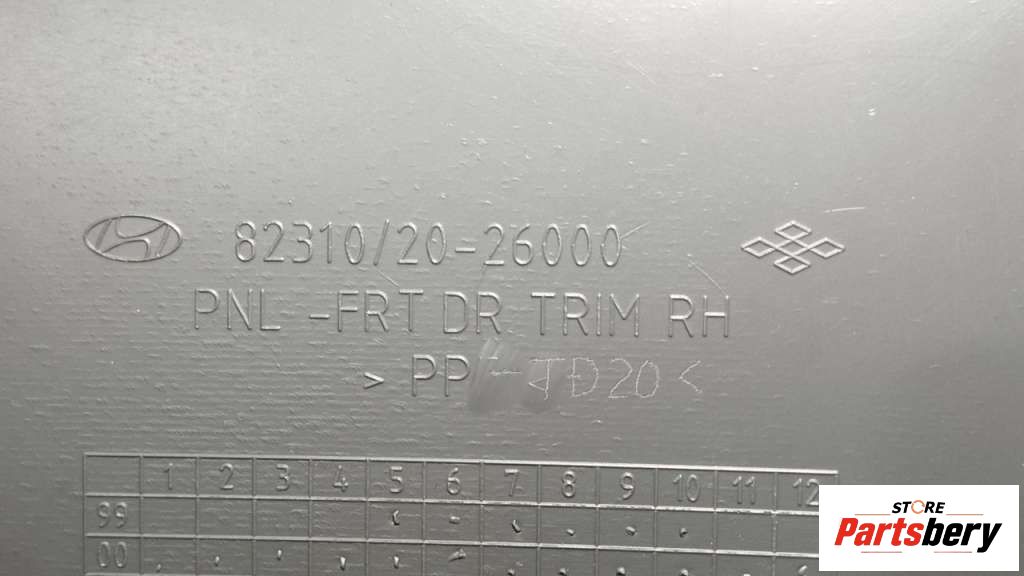 82310/20-26000
PNL-FRT DR TRIM RH
> PP - TD20 <
1 2 3 4 5 6 7 8 9 10 11 12
99
00
STORE
Partsbery